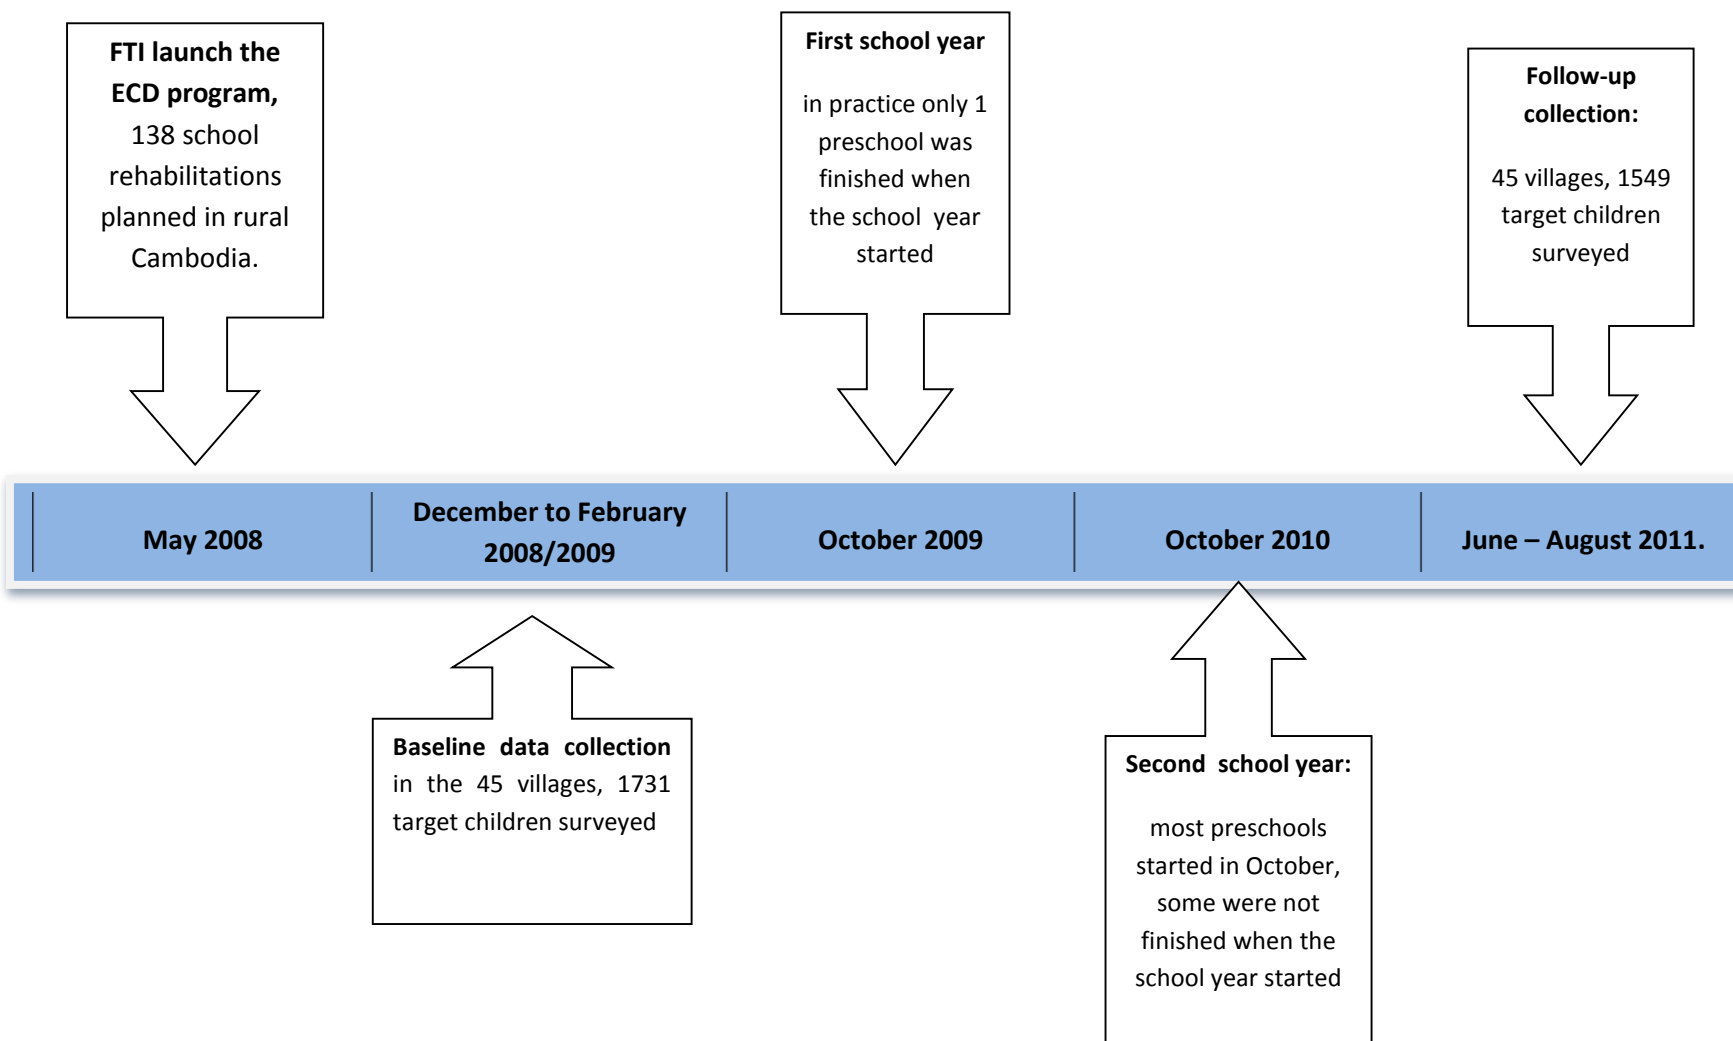 FTI launch the
ECD program,
138 school
rehabilitations
planned in rural
Cambodia.
First school year
in practice only 1
preschool was
finished when
the school year
started
Follow-up
collection:
45 villages, 1549
target children
surveyed
May 2008
December to February
2008/2009
October 2009
October 2010
June – August 2011.
Baseline data collection
in the 45 villages, 1731
target children surveyed
Second school year:
most preschools
started in October,
some were not
finished when the
school year started